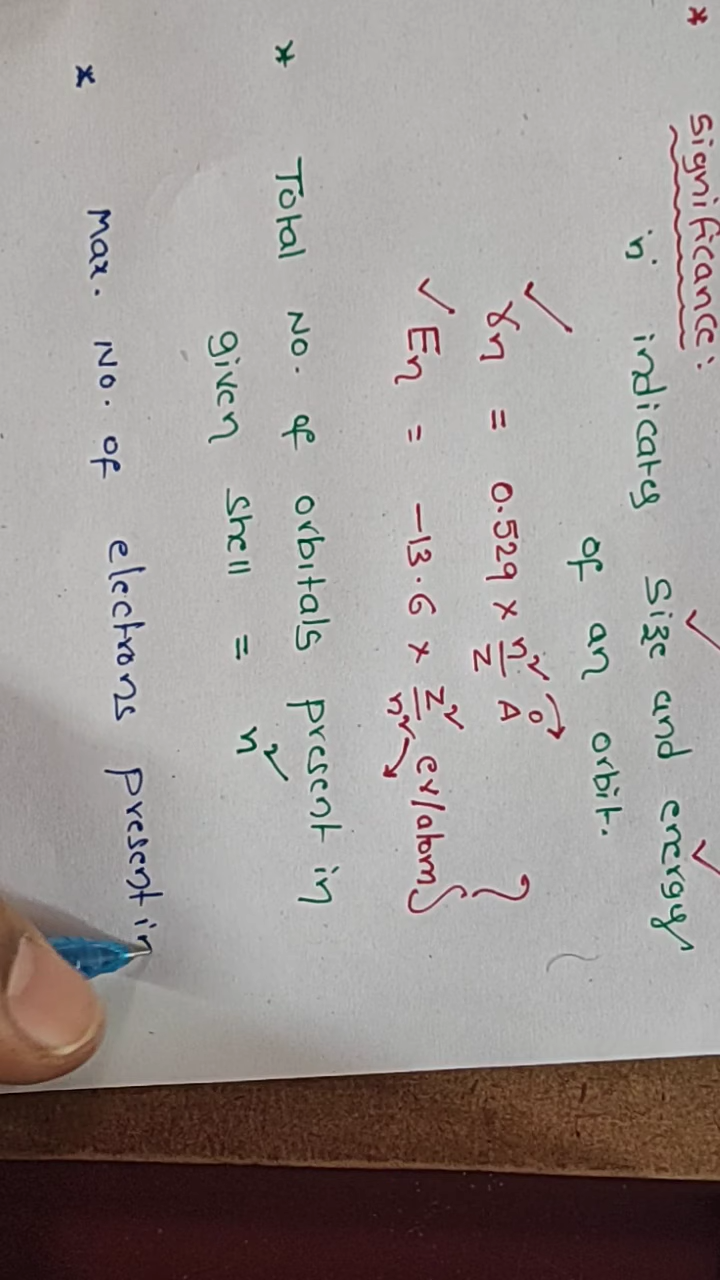 * Significance:
'n' indicates size and energy
of an orbit.
rn = 0.529 × n²/Z A°
En = -13.6 × Z²/n² ev/atom
* Total No. of orbitals present in
given shell = n²
* Max. No. of electrons present in